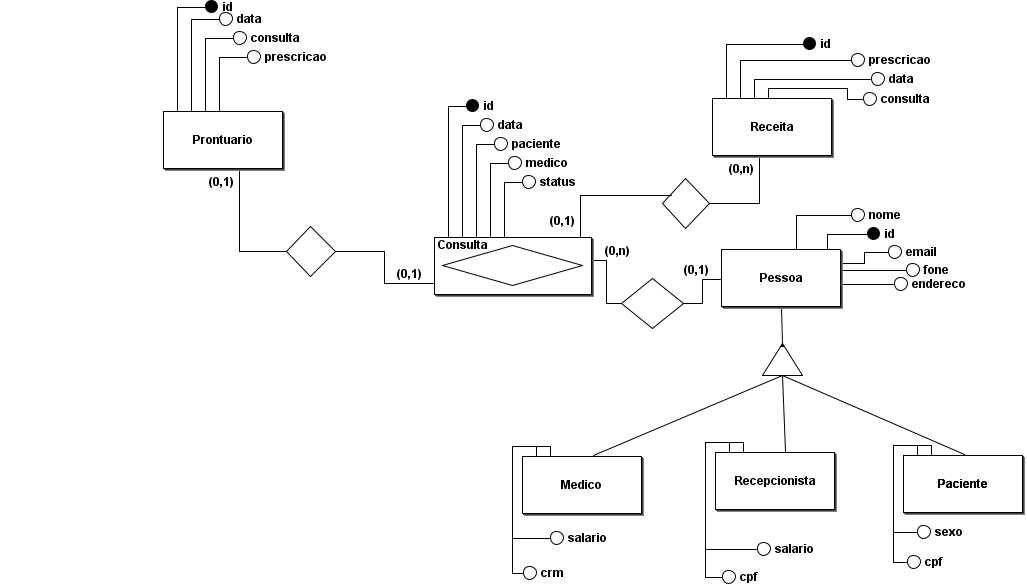 id
data
consulta
prescricao
Prontuario
(0,1)
id
data
paciente
medico
status
Consulta
(0,1)
(0,1)
(0,n)
id
prescricao
data
consulta
Receita
(0,n)
nome
id
email
fone
endereco
Pessoa
(0,1)
Medico
salario
crm
Recepcionista
salario
cpf
Paciente
sexo
cpf